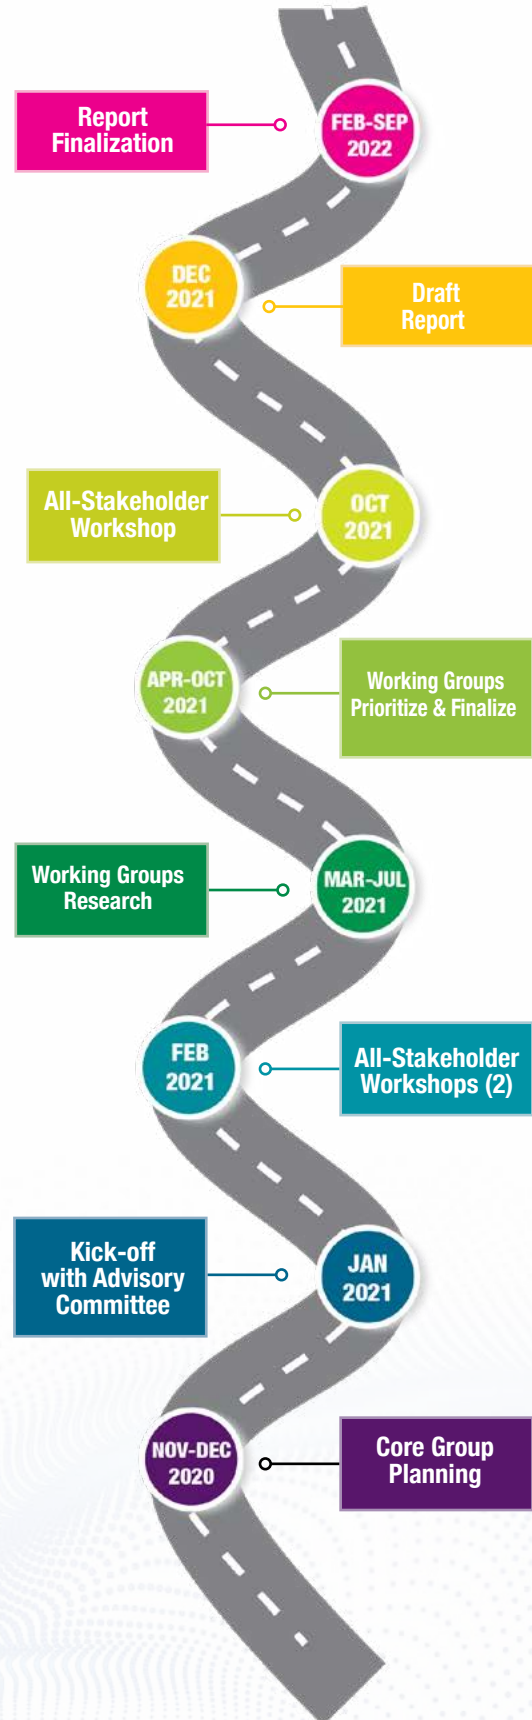 Report
Finalization
FEB-SEP
2022
DEC
2021
Draft
Report
All-Stakeholder
Workshop
OCT
2021
APR-OCT
2021
Working Groups
Prioritize & Finalize
Working Groups
Research
MAR-JUL
2021
FEB
2021
All-Stakeholder
Workshops (2)
Kick-off
with Advisory
Committee
JAN
2021
NOV-DEC
2020
Core Group
Planning